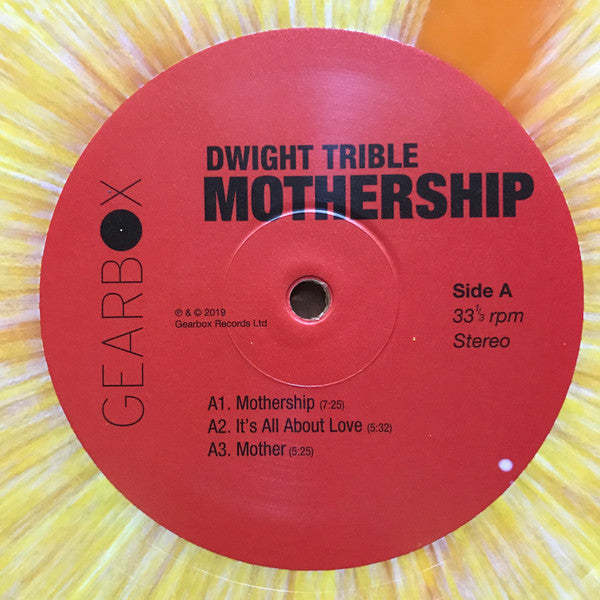 DWIGHT TRIBLE
MOTHERSHIP
GEARBOX
℗ & © 2019
Gearbox Records Ltd
Side A
33⅓ rpm
Stereo
A1. Mothership (7:25)
A2. It's All About Love (5:32)
A3. Mother (5:25)